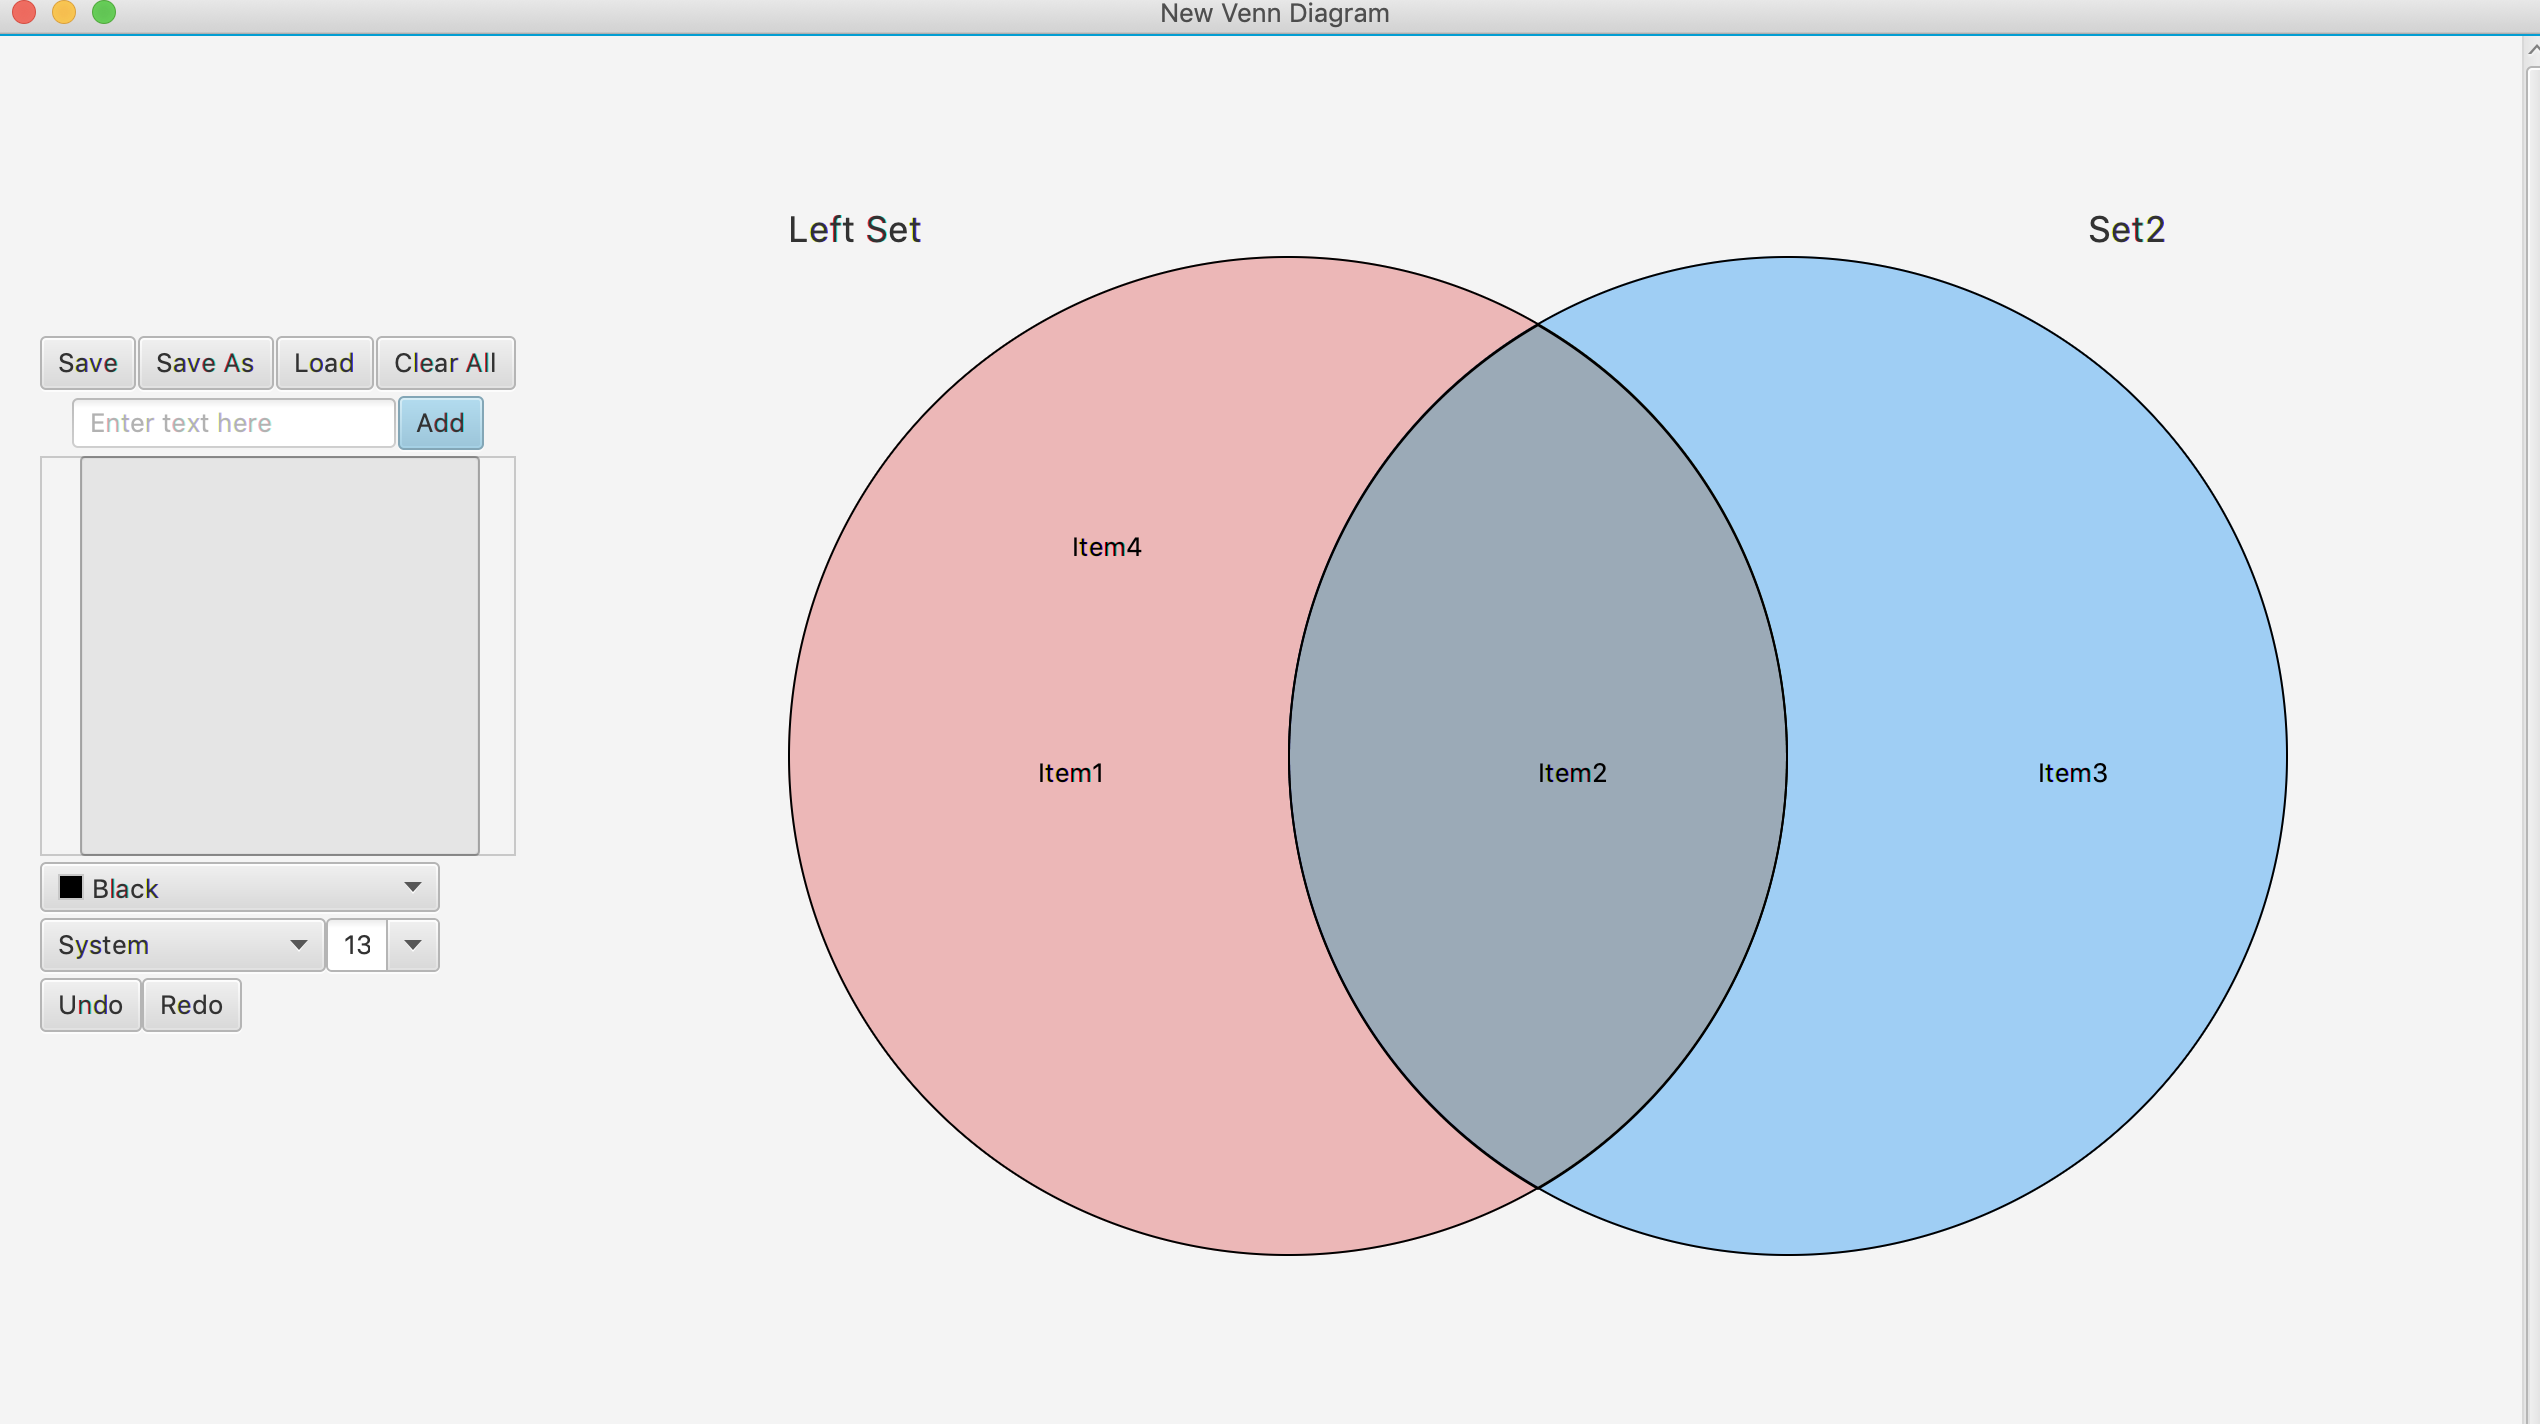 New Venn Diagram
Left Set
Set2
Save
Save As
Load
Clear All
Enter text here
Add
Item4
Item1
Item2
Item3
Black
System
13
Undo
Redo